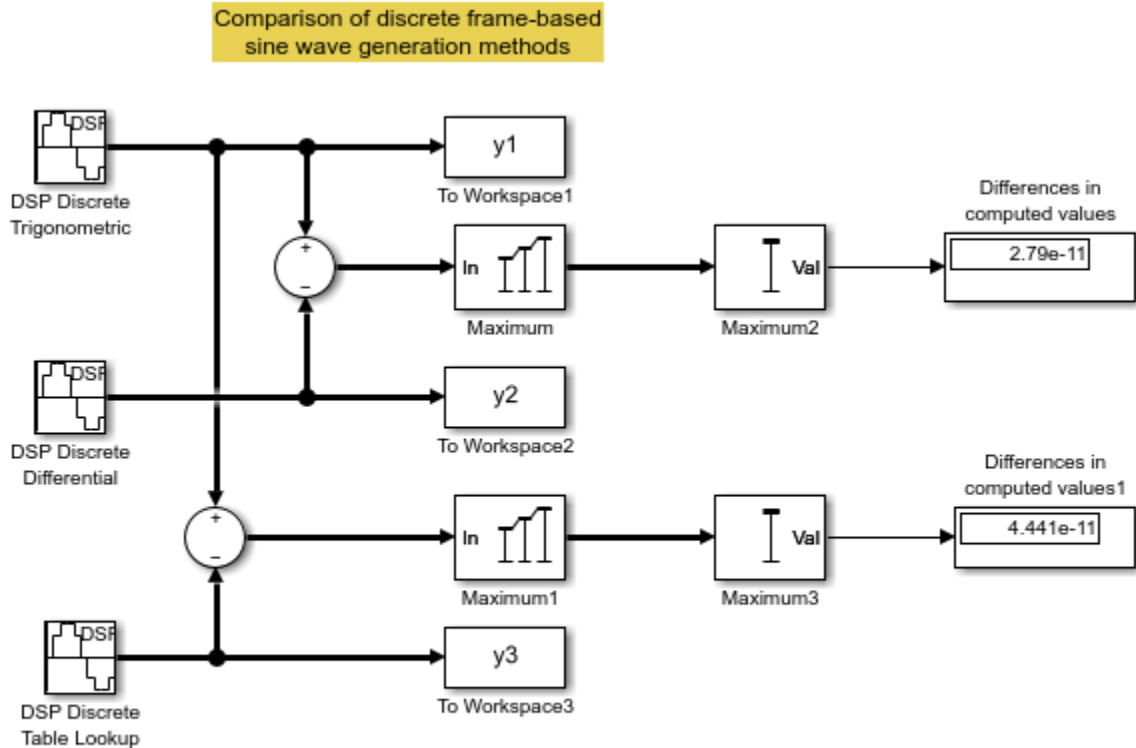 Comparison of discrete frame-based
sine wave generation methods
DSP
y1
DSP Discrete
Trigonometric
To Workspace1
+
−
In
Val
Maximum
Maximum2
Differences in
computed values
2.79e-11
DSP
y2
DSP Discrete
Differential
To Workspace2
+
−
In
Val
Maximum1
Maximum3
Differences in
computed values1
4.441e-11
DSP
y3
To Workspace3
DSP Discrete
Table Lookup